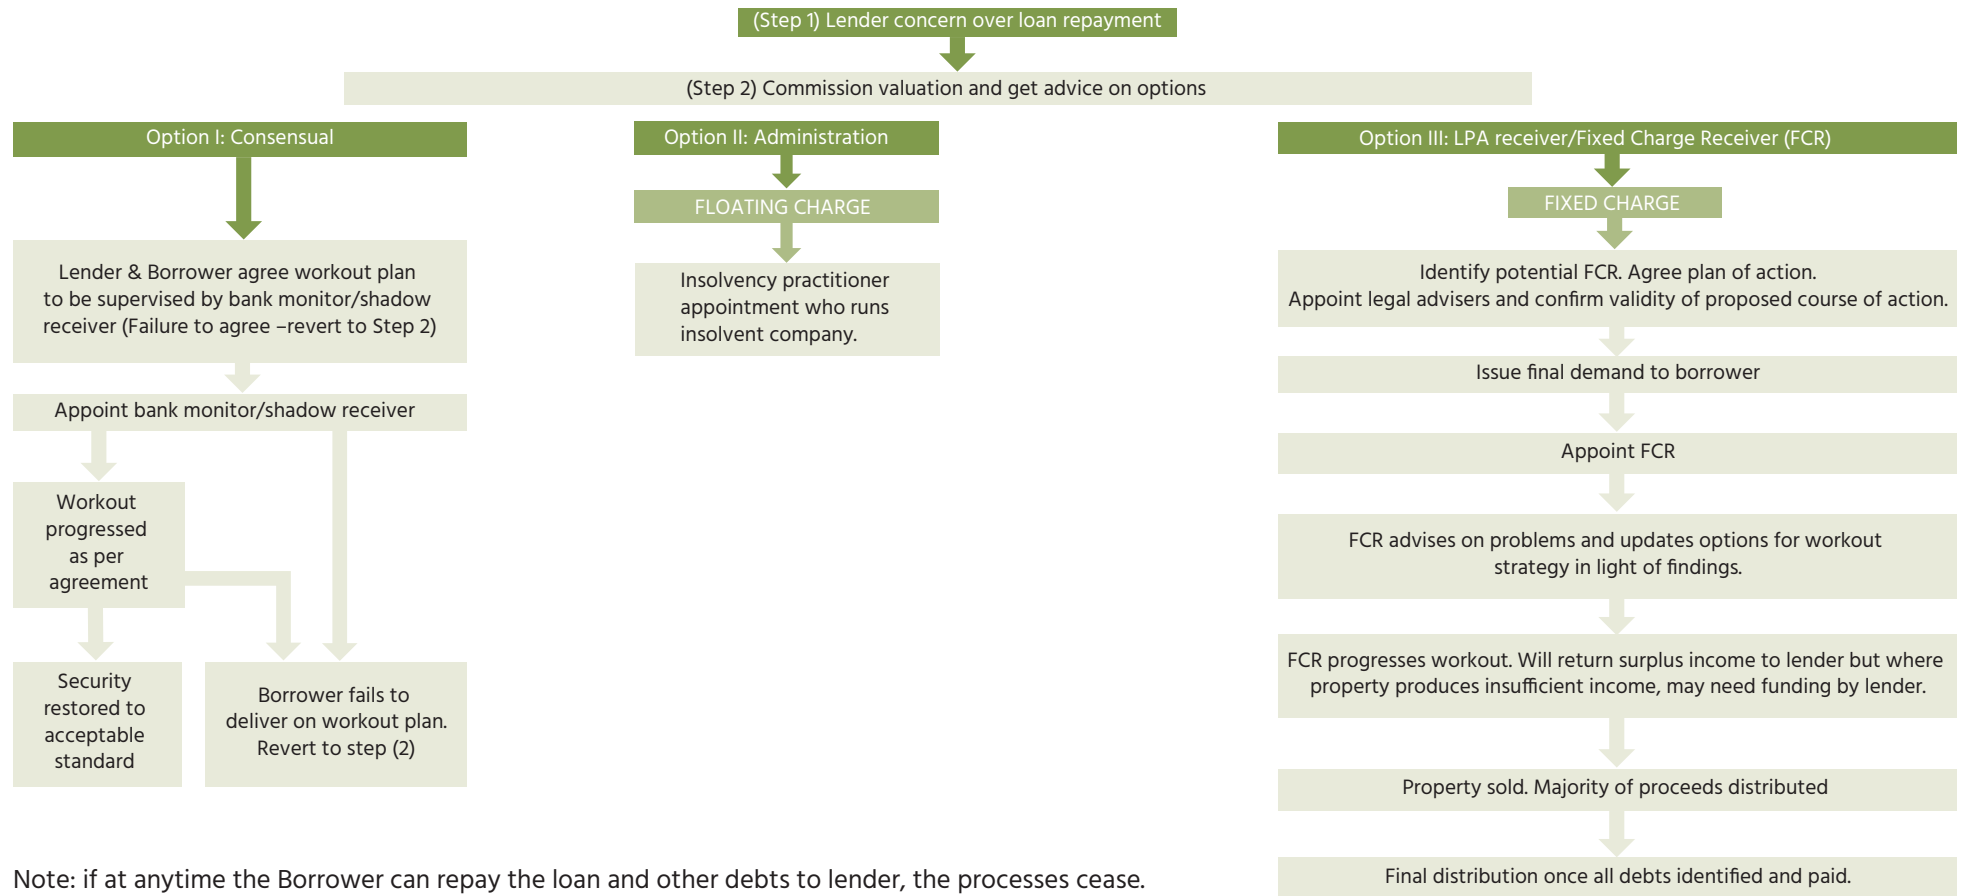 (Step 1) Lender concern over loan repayment
(Step 2) Commission valuation and get advice on options
Option I: Consensual
Lender & Borrower agree workout plan
to be supervised by bank monitor/shadow
receiver (Failure to agree –revert to Step 2)
Appoint bank monitor/shadow receiver
Workout
progressed
as per
agreement
Security
restored to
acceptable
standard
Borrower fails to
deliver on workout plan.
Revert to step (2)
Option II: Administration
FLOATING CHARGE
Insolvency practitioner
appointment who runs
insolvent company.
Option III: LPA receiver/Fixed Charge Receiver (FCR)
FIXED CHARGE
Identify potential FCR. Agree plan of action.
Appoint legal advisers and confirm validity of proposed course of action.
Issue final demand to borrower
Appoint FCR
FCR advises on problems and updates options for workout
strategy in light of findings.
FCR progresses workout. Will return surplus income to lender but where
property produces insufficient income, may need funding by lender.
Property sold. Majority of proceeds distributed
Final distribution once all debts identified and paid.
Note: if at anytime the Borrower can repay the loan and other debts to lender, the processes cease.